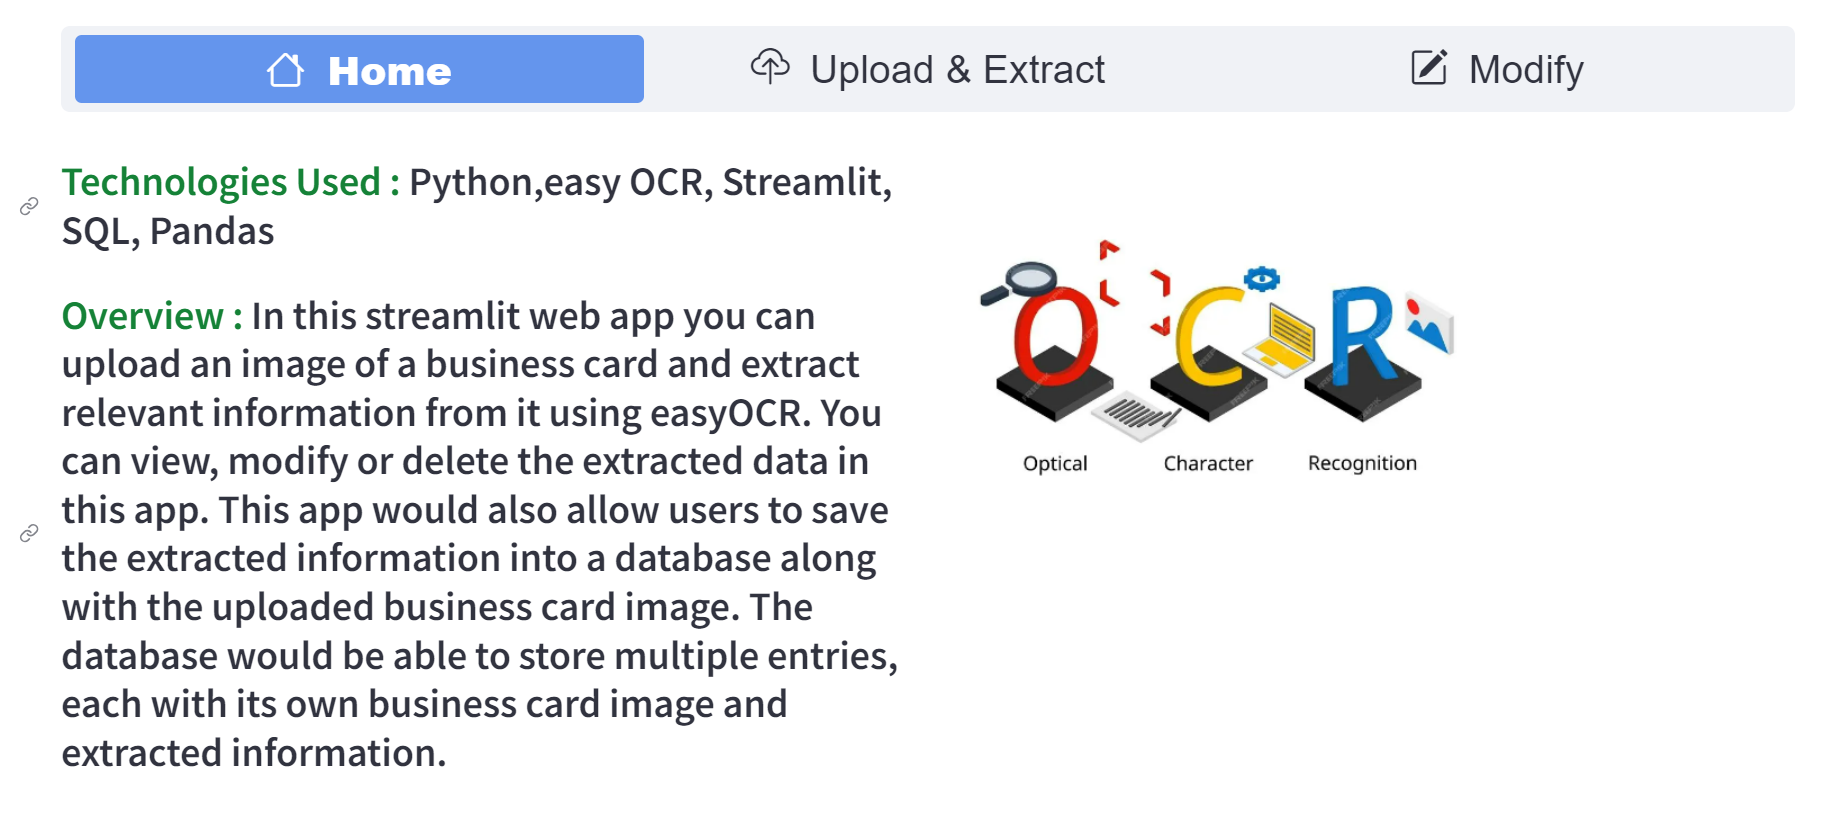 Home
Upload & Extract
Modify
Technologies Used : Python,easy OCR, Streamlit,
SQL, Pandas
Overview : In this streamlit web app you can
upload an image of a business card and extract
relevant information from it using easyOCR. You
can view, modify or delete the extracted data in
this app. This app would also allow users to save
the extracted information into a database along
with the uploaded business card image. The
database would be able to store multiple entries,
each with its own business card image and
extracted information.
O C R
Optical Character Recognition